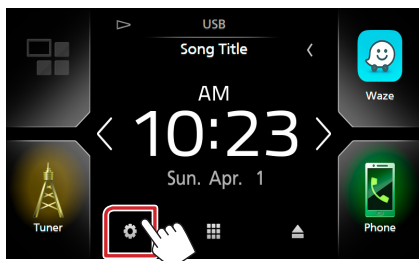 USB
Song Title
AM
10:23
Sun. Apr. 1
Waze
Tuner
Phone